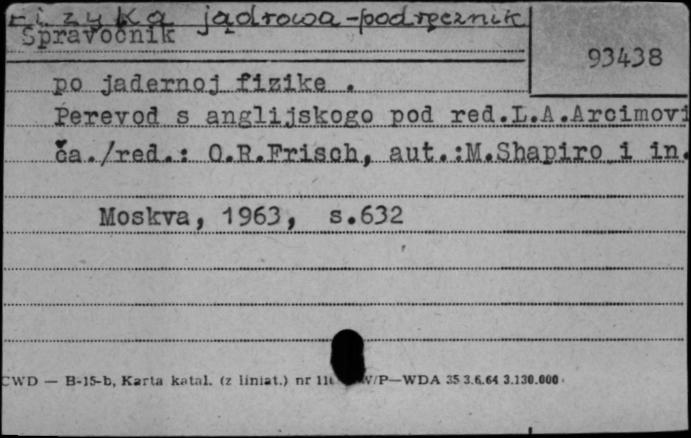 Fizyka jądrowa-podręcznik
Spravočnik
93438
po jadernoj fizike .
Perevod s anglijskogo pod red.L.A.Arcimovi
ča./red.: O.R.Frisch, aut.:M.Shapiro i in.
Moskva, 1963, s.632
CWD — B-15-b, Karta katal. (z liniat.) nr W/P—WDA 35 3.6.64 3.130.000